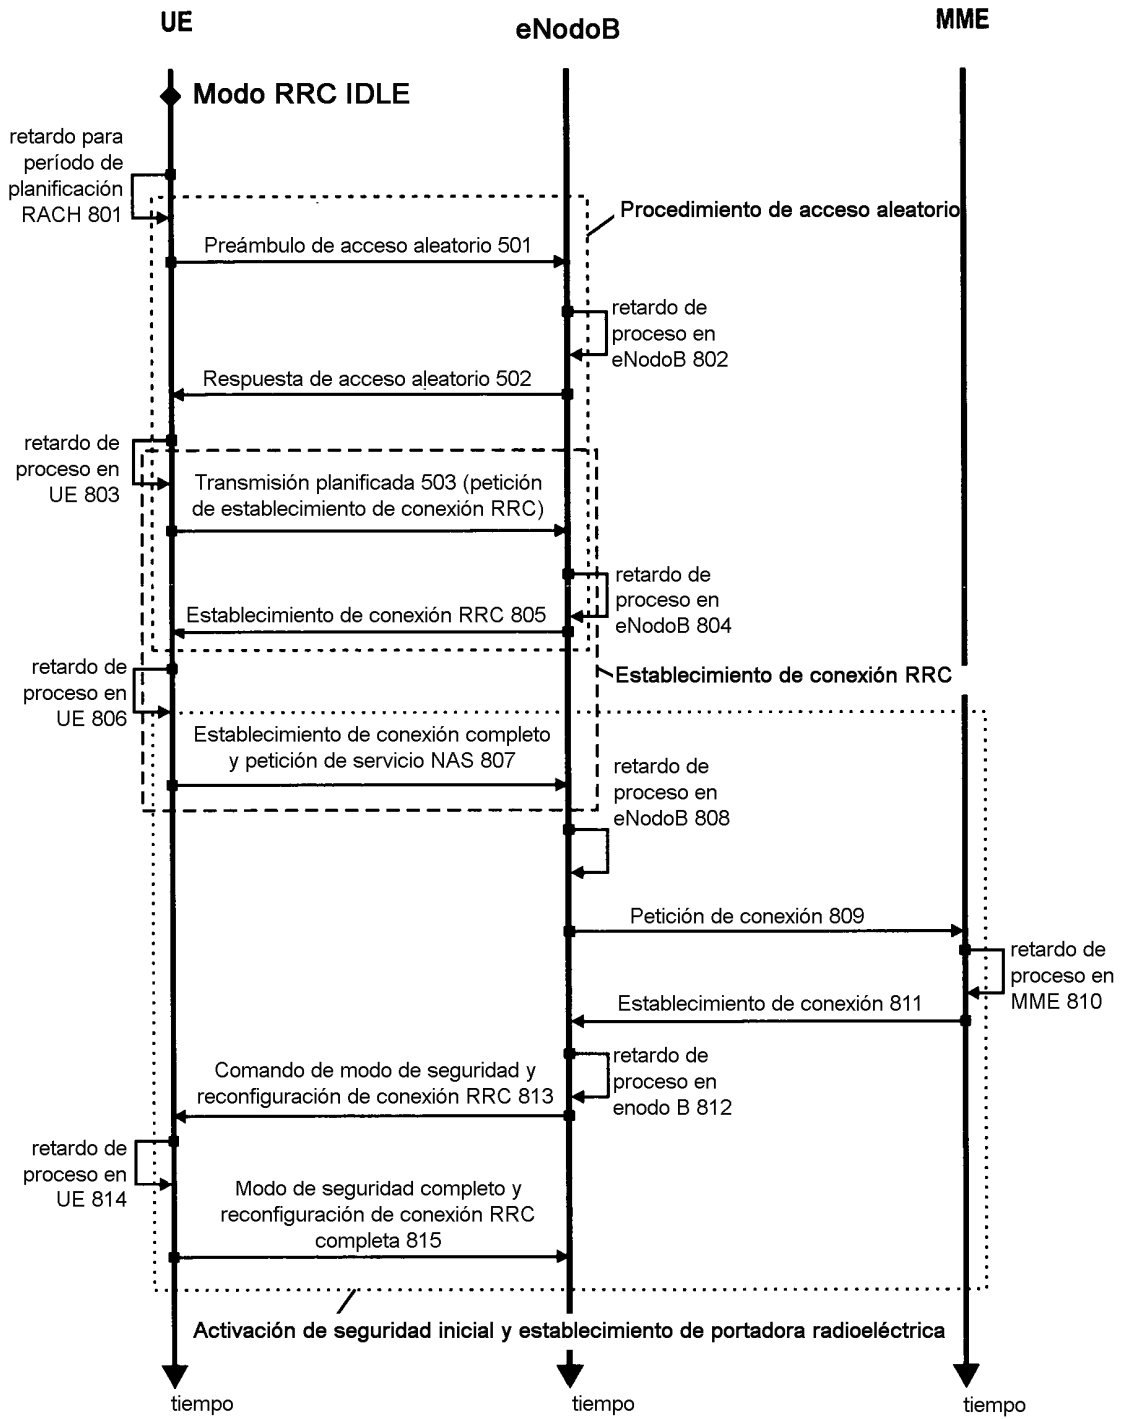 UE
eNodoB
MME
Modo RRC IDLE
retardo para
período de
planificación
RACH 801
Procedimiento de acceso aleatorio
Preámbulo de acceso aleatorio 501
retardo de
proceso en
eNodoB 802
Respuesta de acceso aleatorio 502
retardo de
proceso en
UE 803
Transmisión planificada 503 (petición
de establecimiento de conexión RRC)
retardo de
proceso en
eNodoB 804
Establecimiento de conexión RRC 805
retardo de
proceso en
UE 806
Establecimiento de conexión RRC
Establecimiento de conexión completo
y petición de servicio NAS 807
retardo de
proceso en
eNodoB 808
Petición de conexión 809
retardo de
proceso en
MME 810
Establecimiento de conexión 811
retardo de
proceso en
enodo B 812
Comando de modo de seguridad y
reconfiguración de conexión RRC 813
retardo de
proceso en
UE 814
Modo de seguridad completo y
reconfiguración de conexión RRC
completa 815
Activación de seguridad inicial y establecimiento de portadora radioeléctrica
tiempo
tiempo
tiempo